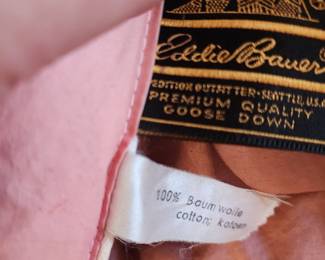 Eddie Bauer
EDITION OUTFITTER · SEATTLE, U.S.A
PREMIUM QUALITY
GOOSE DOWN
100% Baumwolle
cotton; katoen